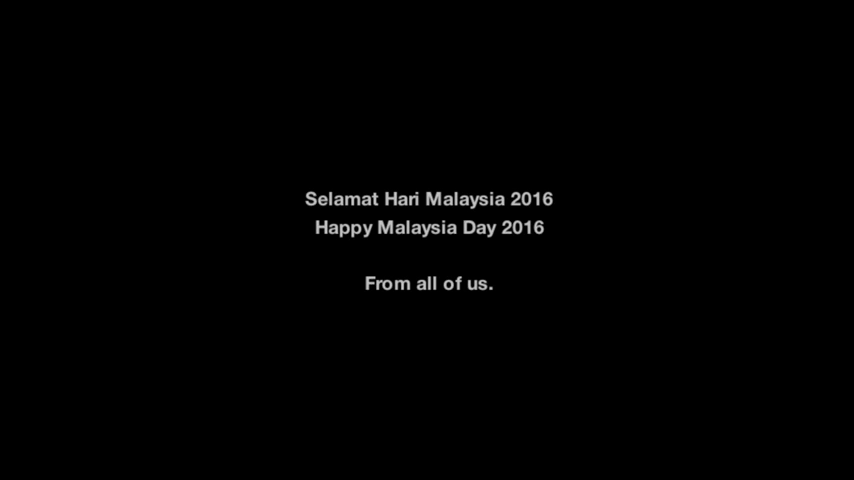 Selamat Hari Malaysia 2016
Happy Malaysia Day 2016
From all of us.